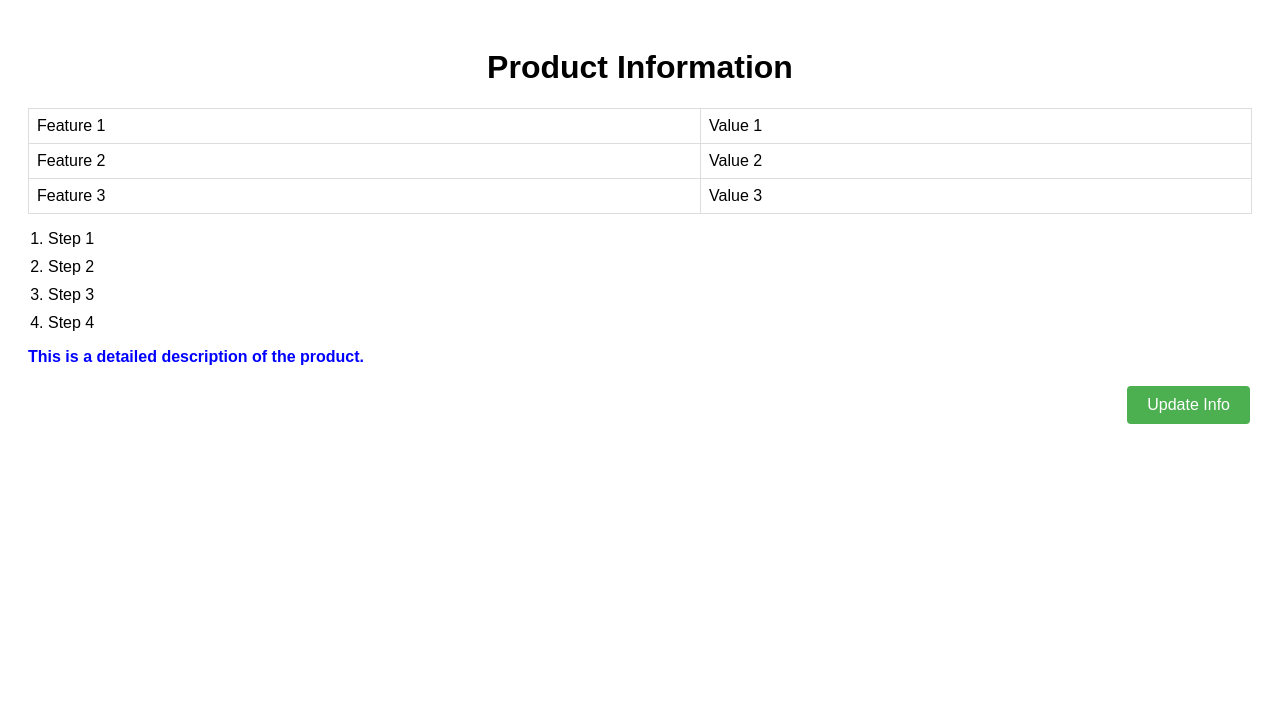 Product Information
Feature 1 Value 1
Feature 2 Value 2
Feature 3 Value 3
1. Step 1
2. Step 2
3. Step 3
4. Step 4
This is a detailed description of the product.
Update Info